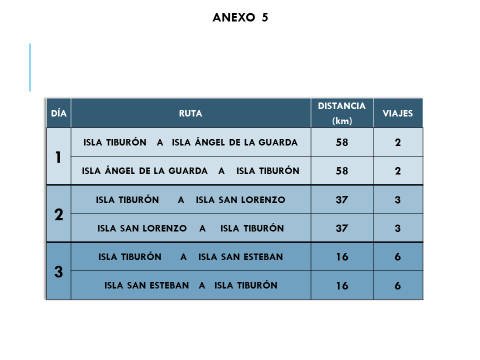 ANEXO 5
DÍA RUTA DISTANCIA (km) VIAJES
1
ISLA TIBURÓN A ISLA ÁNGEL DE LA GUARDA 58 2
ISLA ÁNGEL DE LA GUARDA A ISLA TIBURÓN 58 2
2
ISLA TIBURÓN A ISLA SAN LORENZO 37 3
ISLA SAN LORENZO A ISLA TIBURÓN 37 3
3
ISLA TIBURÓN A ISLA SAN ESTEBAN 16 6
ISLA SAN ESTEBAN A ISLA TIBURÓN 16 6